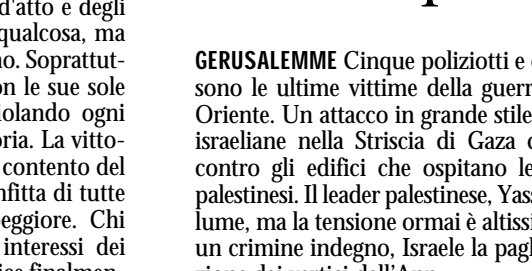 d'atto e degli
qualcosa, ma
no. Soprattut-
on le sue sole
iolando ogni
oria. La vitto-
contento del
nfitta di tutte
eggiore. Chi
interessi dei
GERUSALEMME Cinque poliziotti e
sono le ultime vittime della guerr
Oriente. Un attacco in grande stile
israeliane nella Striscia di Gaza
contro gli edifici che ospitano le
palestinesi. Il leader palestinese, Yass
lume, ma la tensione ormai è altissi
un crimine indegno, Israele la pagl